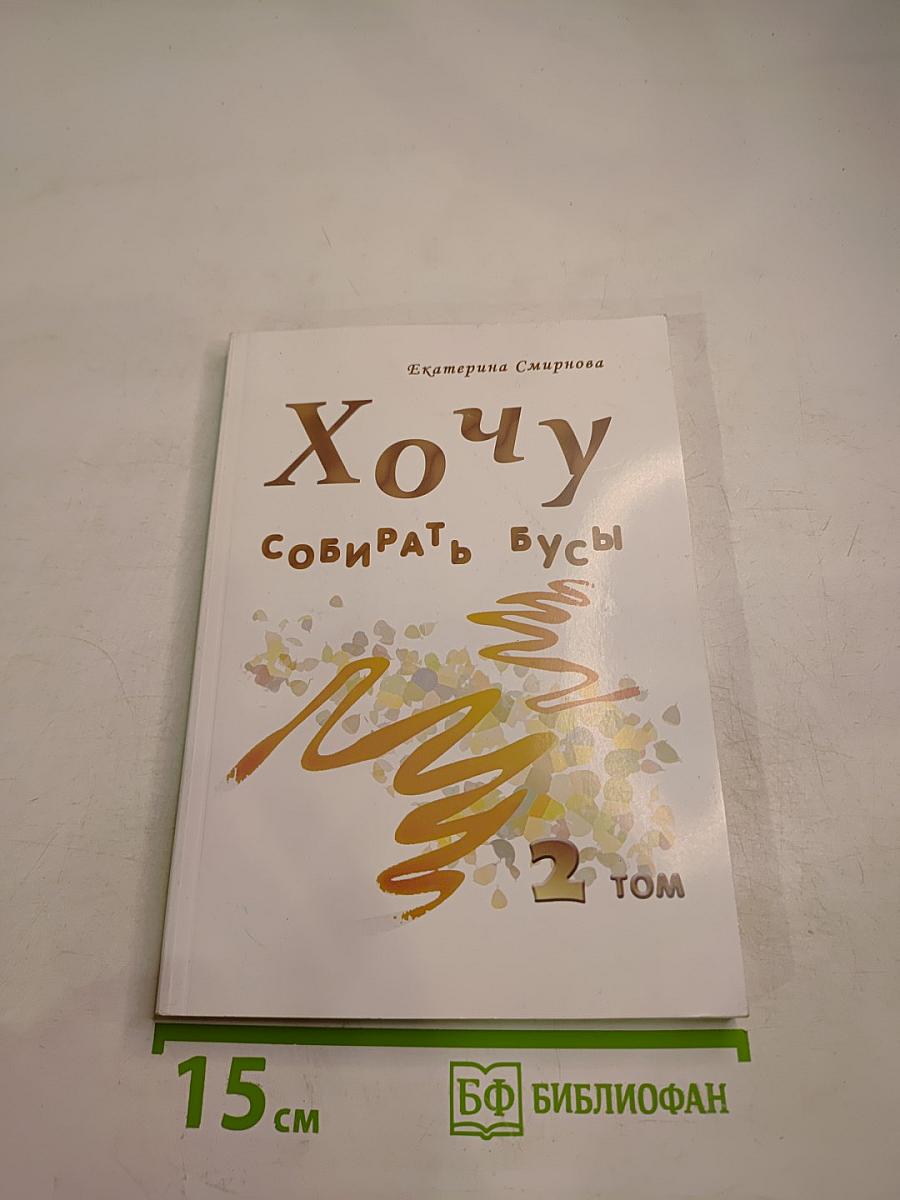 Екатерина Смирнова
Хочу
собирать бусы
2 том
15 см
БФ БИБЛИОФАН